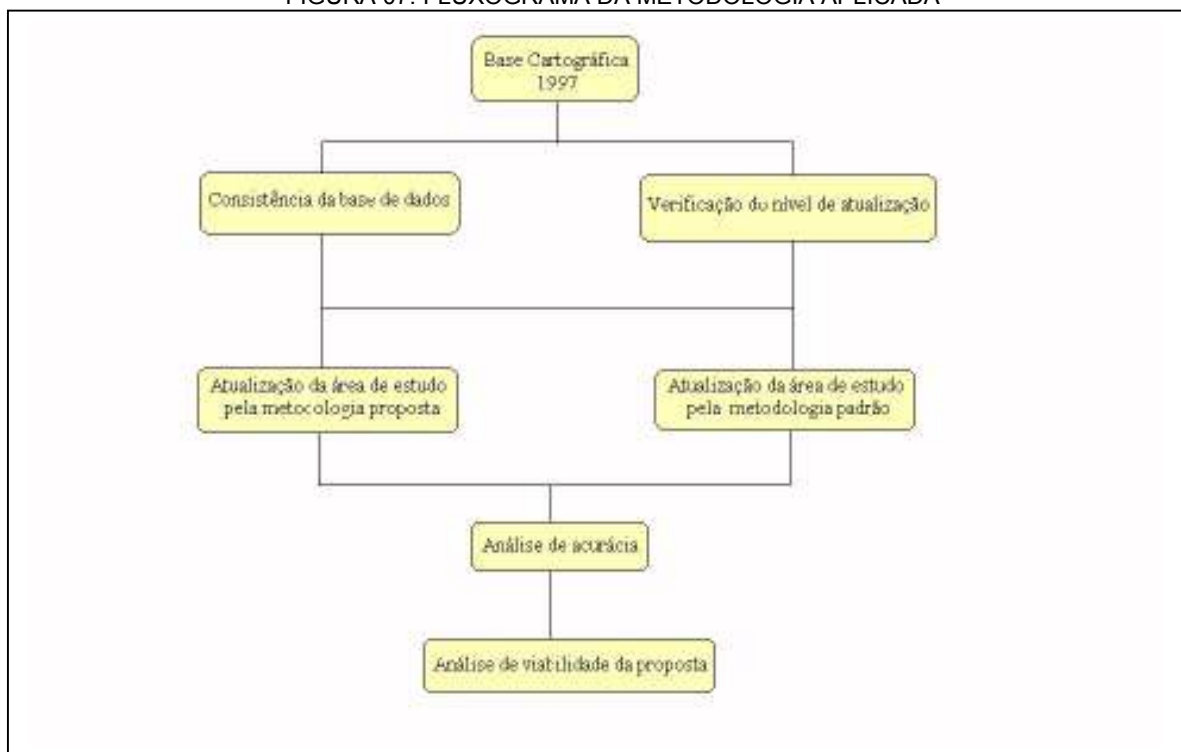 FIGURA 07: FLUXOGRAMA DA METODOLOGIA APLICADA
Base Cartográfica
1997
Consistência da base de dados
Verificação do nível de atualização
Atualização da área de estudo
pela metocologia proposta
Atualização da área de estudo
pela metodologia padrão
Análise de acurácia
Análise de viabilidade da proposta